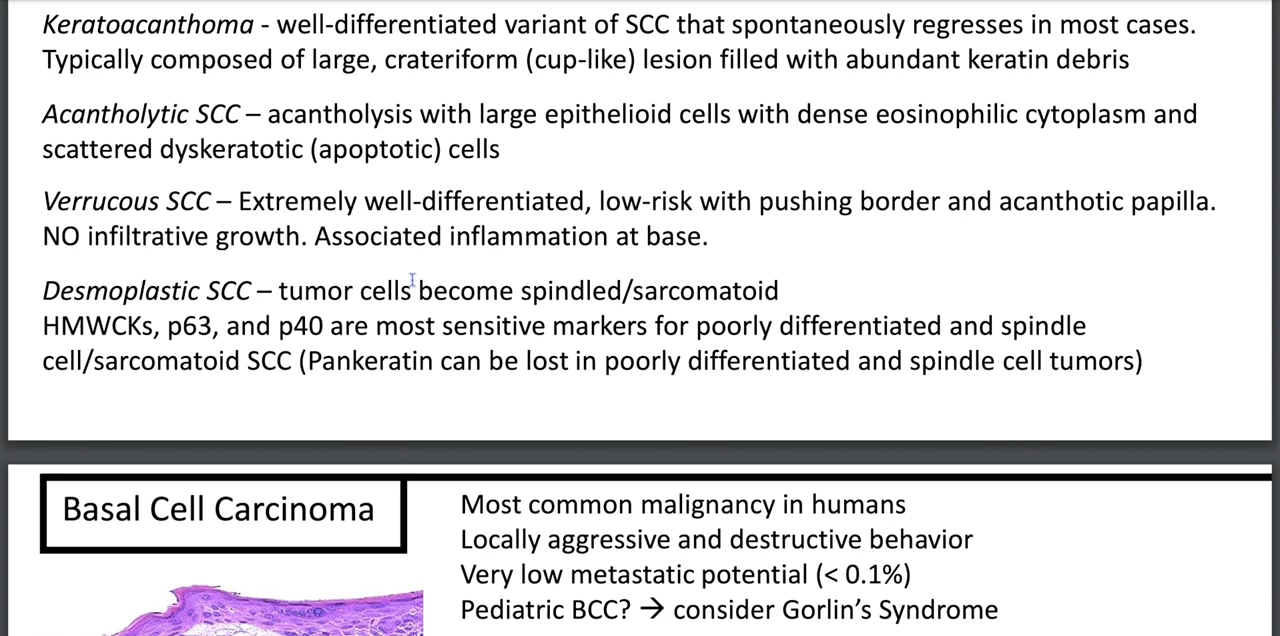 Keratoacanthoma - well-differentiated variant of SCC that spontaneously regresses in most cases.
Typically composed of large, crateriform (cup-like) lesion filled with abundant keratin debris
Acantholytic SCC – acantholysis with large epithelioid cells with dense eosinophilic cytoplasm and
scattered dyskeratotic (apoptotic) cells
Verrucous SCC – Extremely well-differentiated, low-risk with pushing border and acanthotic papilla.
NO infiltrative growth. Associated inflammation at base.
Desmoplastic SCC – tumor cells become spindled/sarcomatoid
HMWCKs, p63, and p40 are most sensitive markers for poorly differentiated and spindle
cell/sarcomatoid SCC (Pankeratin can be lost in poorly differentiated and spindle cell tumors)
Basal Cell Carcinoma
Most common malignancy in humans
Locally aggressive and destructive behavior
Very low metastatic potential (< 0.1%)
Pediatric BCC? → consider Gorlin’s Syndrome